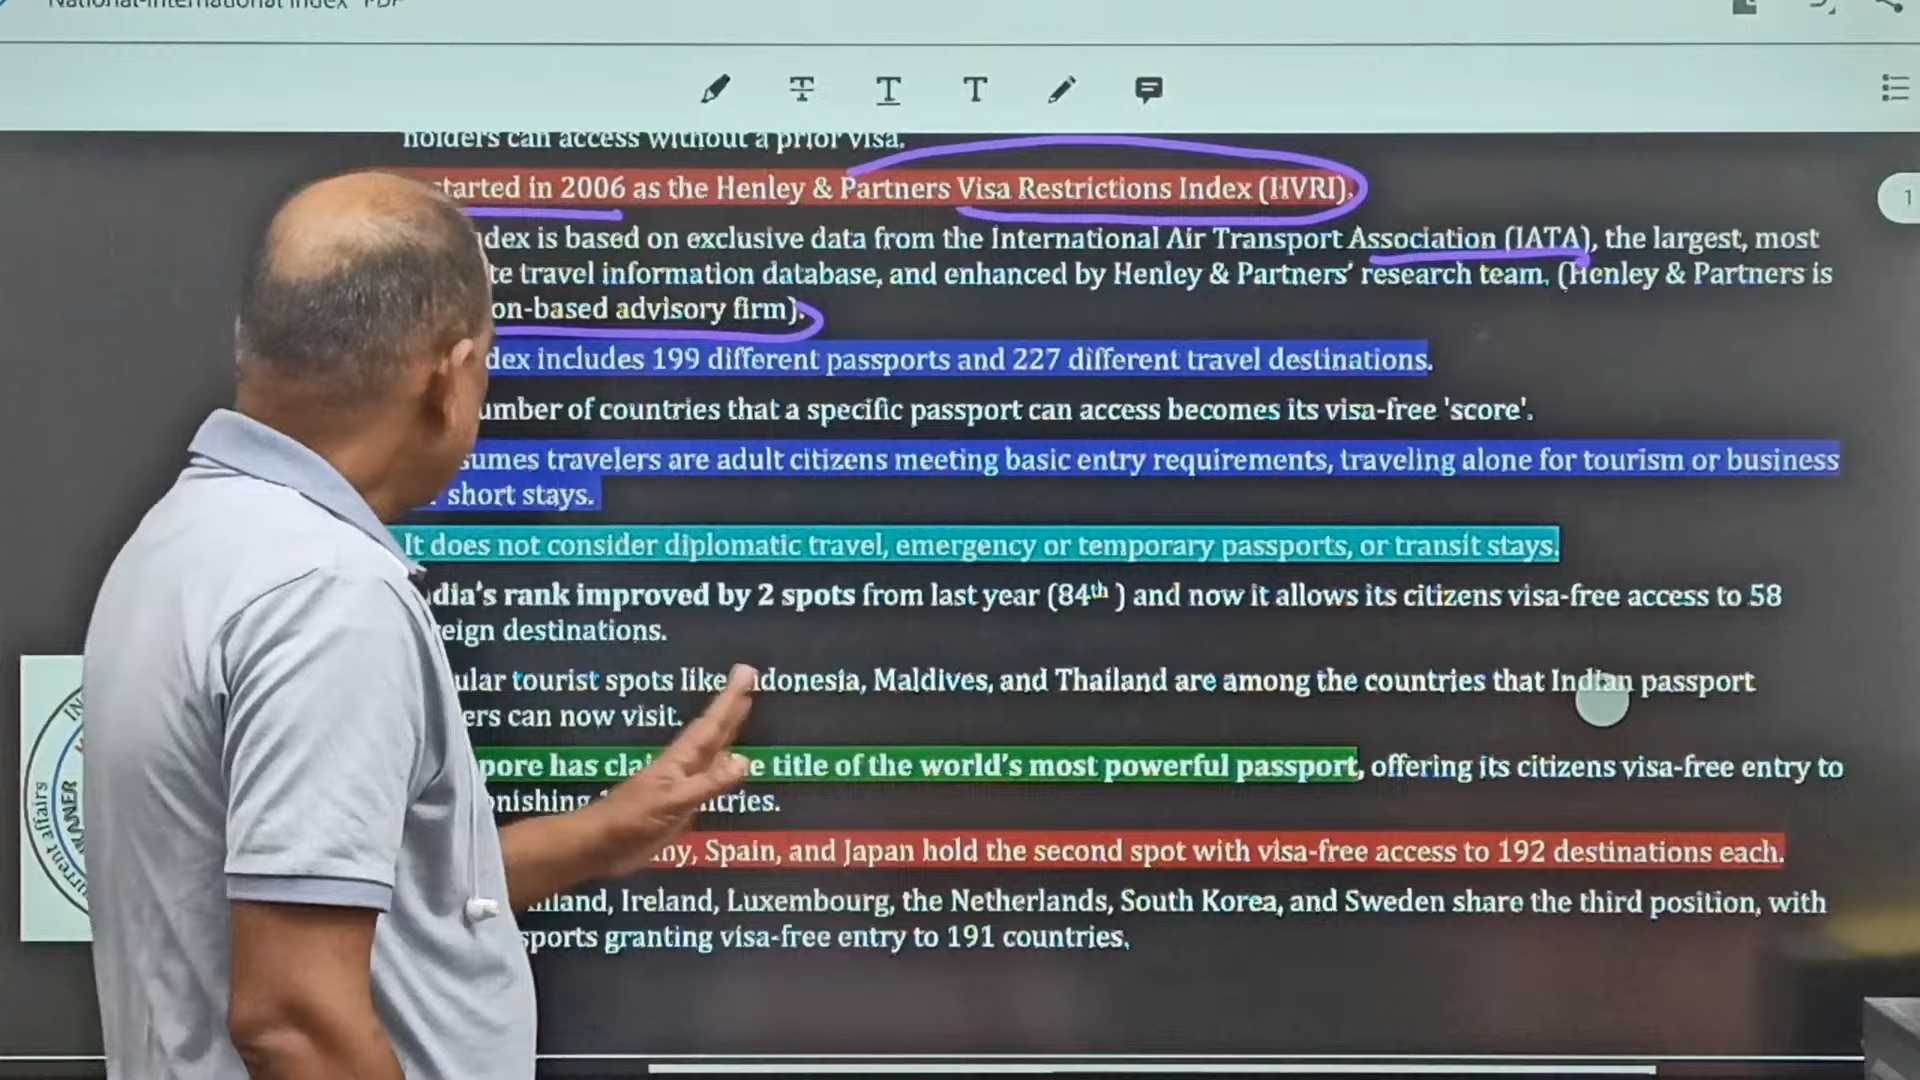 National-International Index PDF
1
holders can access without a prior visa.
started in 2006 as the Henley & Partners Visa Restrictions Index (HVRI).
dex is based on exclusive data from the International Air Transport Association (IATA), the largest, most
te travel information database, and enhanced by Henley & Partners' research team, (Henley & Partners is
on-based advisory firm).
dex includes 199 different passports and 227 different travel destinations.
umber of countries that a specific passport can access becomes its visa-free 'score'.
sumes travelers are adult citizens meeting basic entry requirements, traveling alone for tourism or business
short stays.
It does not consider diplomatic travel, emergency or temporary passports, or transit stays.
dia's rank improved by 2 spots from last year (84th ) and now it allows its citizens visa-free access to 58
eign destinations.
ular tourist spots like donesia, Maldives, and Thailand are among the countries that Indian passport
ers can now visit.
pore has clai e title of the world's most powerful passport, offering its citizens visa-free entry to
nishing ntries.
ny, Spain, and Japan hold the second spot with visa-free access to 192 destinations each.
nland, Ireland, Luxembourg, the Netherlands, South Korea, and Sweden share the third position, with
sports granting visa-free entry to 191 countries,
urrent affairs